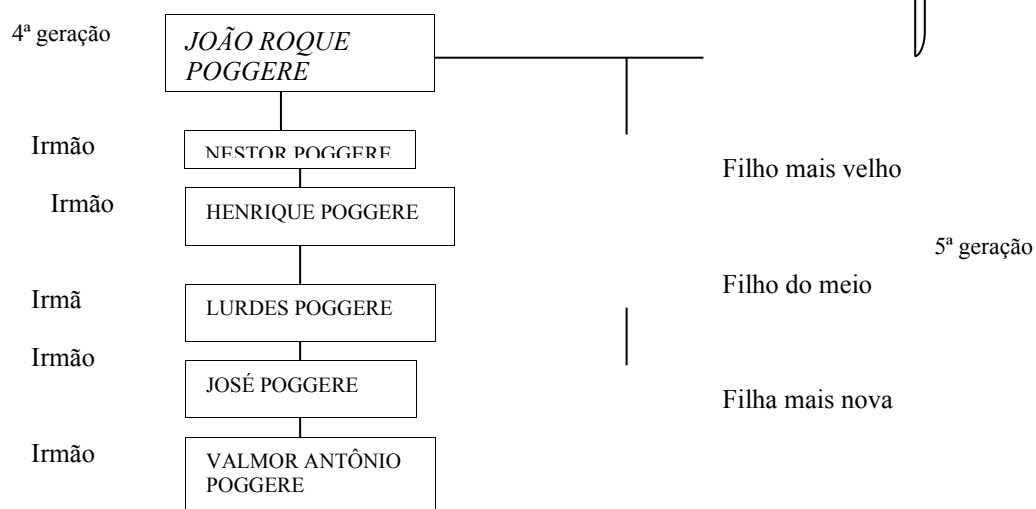 4ª geração
JOÃO ROQUE
POGGERE
Irmão
NESTOR POGGERE
Filho mais velho
Irmão
HENRIQUE POGGERE
5ª geração
Irmã
LURDES POGGERE
Filho do meio
Irmão
JOSÉ POGGERE
Filha mais nova
Irmão
VALMOR ANTÔNIO
POGGERE